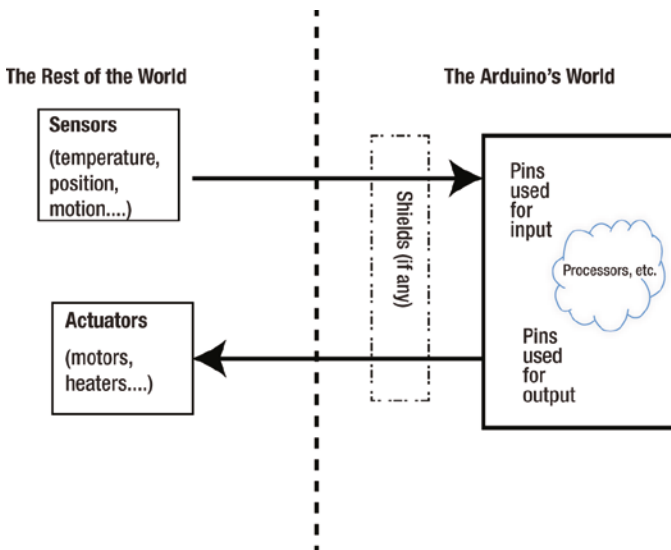 The Rest of the World
The Arduino's World
Sensors
(temperature,
position,
motion....)
Shields (if any)
Pins
used
for
input
Processors, etc.
Actuators
(motors,
heaters....)
Pins
used
for
output